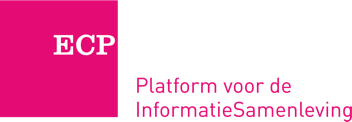 ECP
Platform voor de
InformatieSamenleving